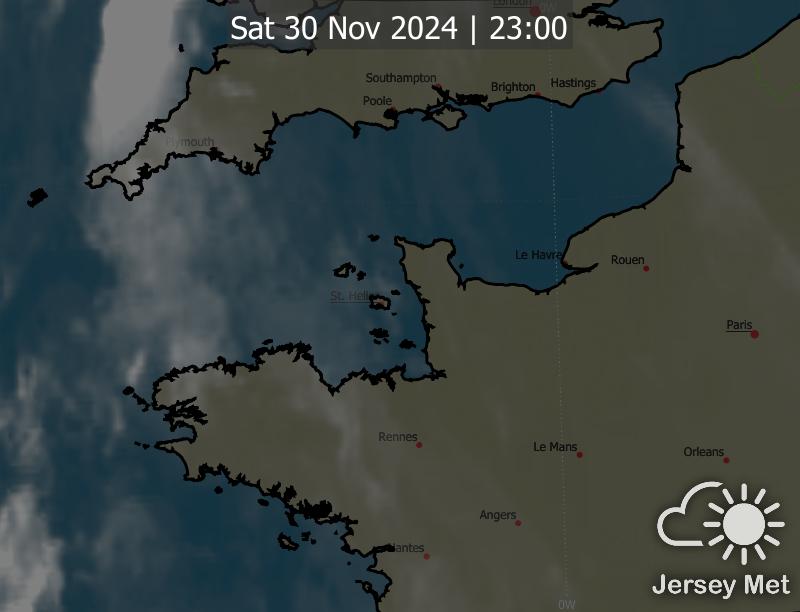 London
0W
Sat 30 Nov 2024 | 23:00
Southampton
Brighton
Hastings
Poole
Plymouth
Le Havre
Rouen
St. Helier
Paris
Rennes
Le Mans
Orleans
Angers
Nantes
Jersey Met
0W